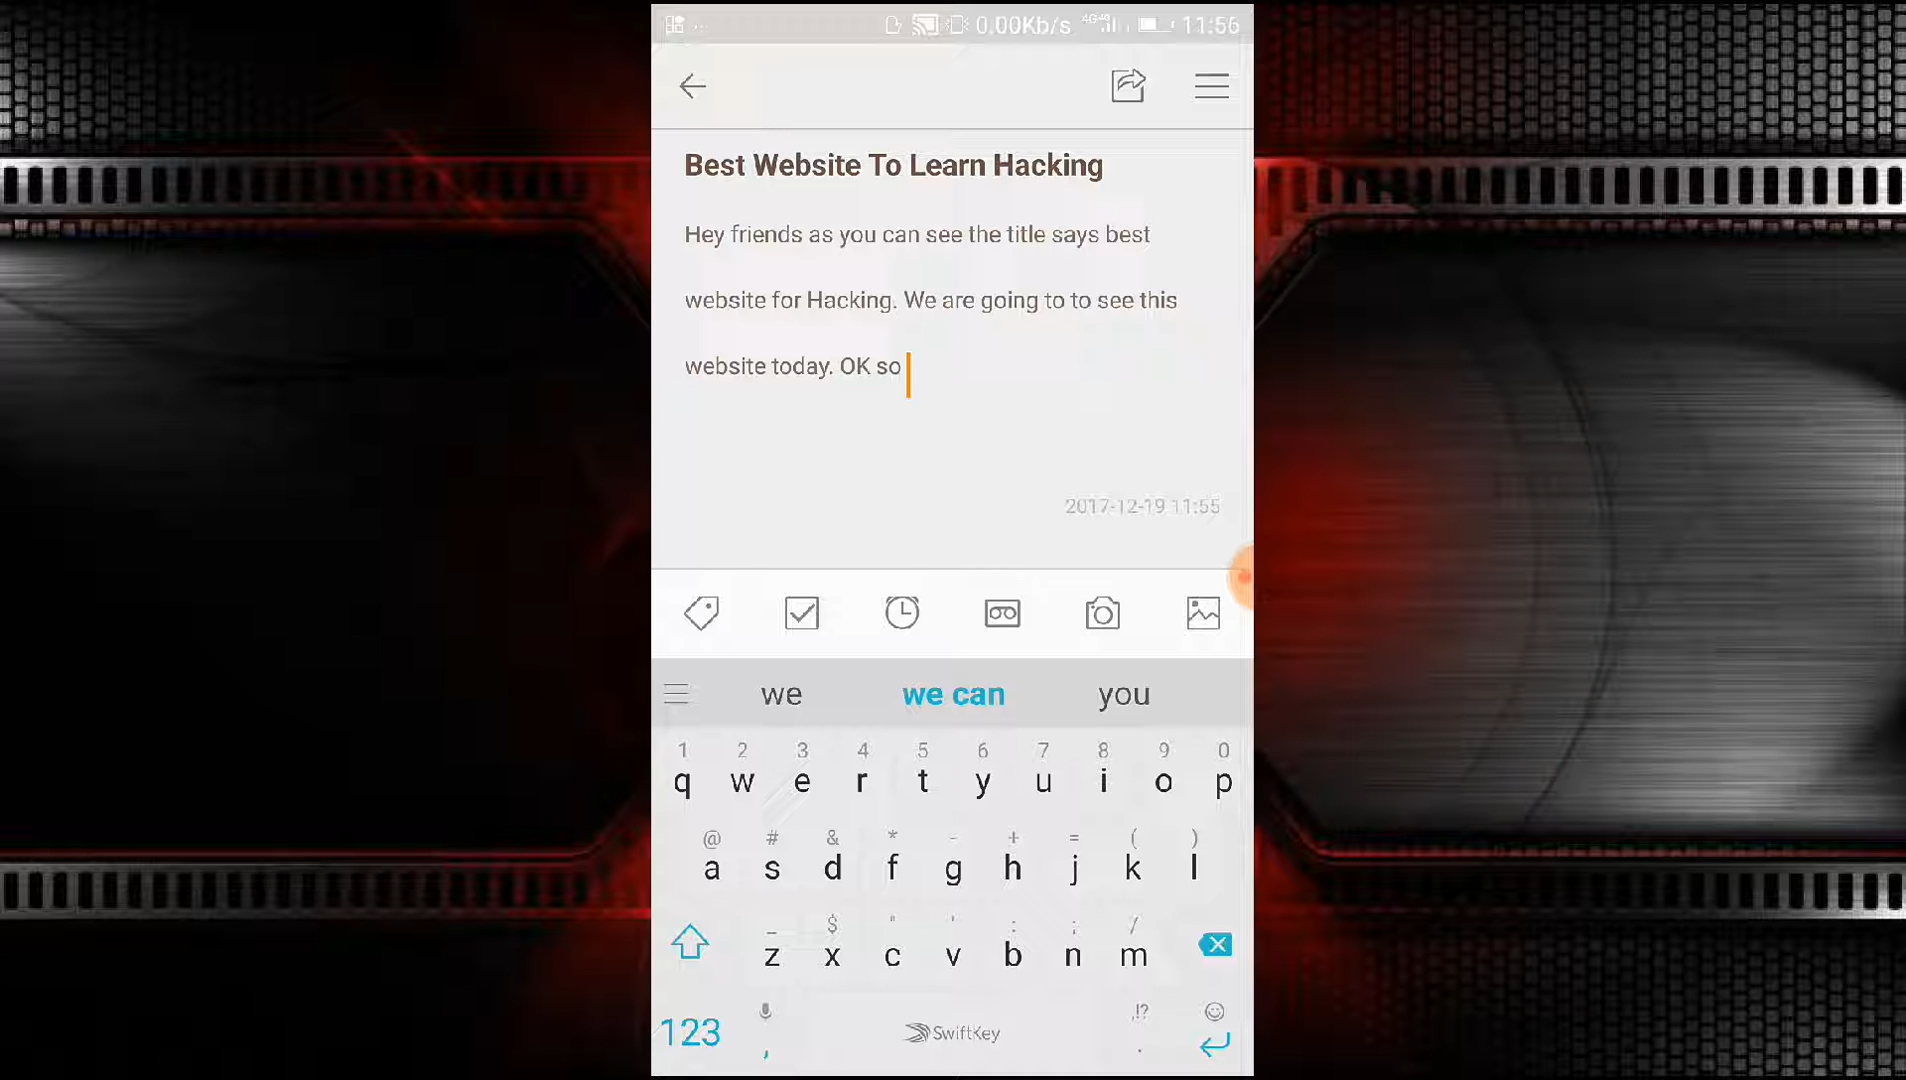 0.00Kb/s 4G 11:56
Best Website To Learn Hacking
Hey friends as you can see the title says best
website for Hacking. We are going to to see this
website today. OK so
2017-12-19 11:55
we we can you
1 2 3 4 5 6 7 8 9 0
q w e r t y u i o p
@ # & * - + = ( )
a s d f g h j k l
_ $ " ' : ; /
z x c v b n m
,!?
123 , SwiftKey .